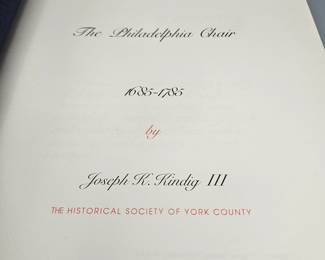 The Philadelphia Chair
1685-1785
by
Joseph K. Kindig III
THE HISTORICAL SOCIETY OF YORK COUNTY